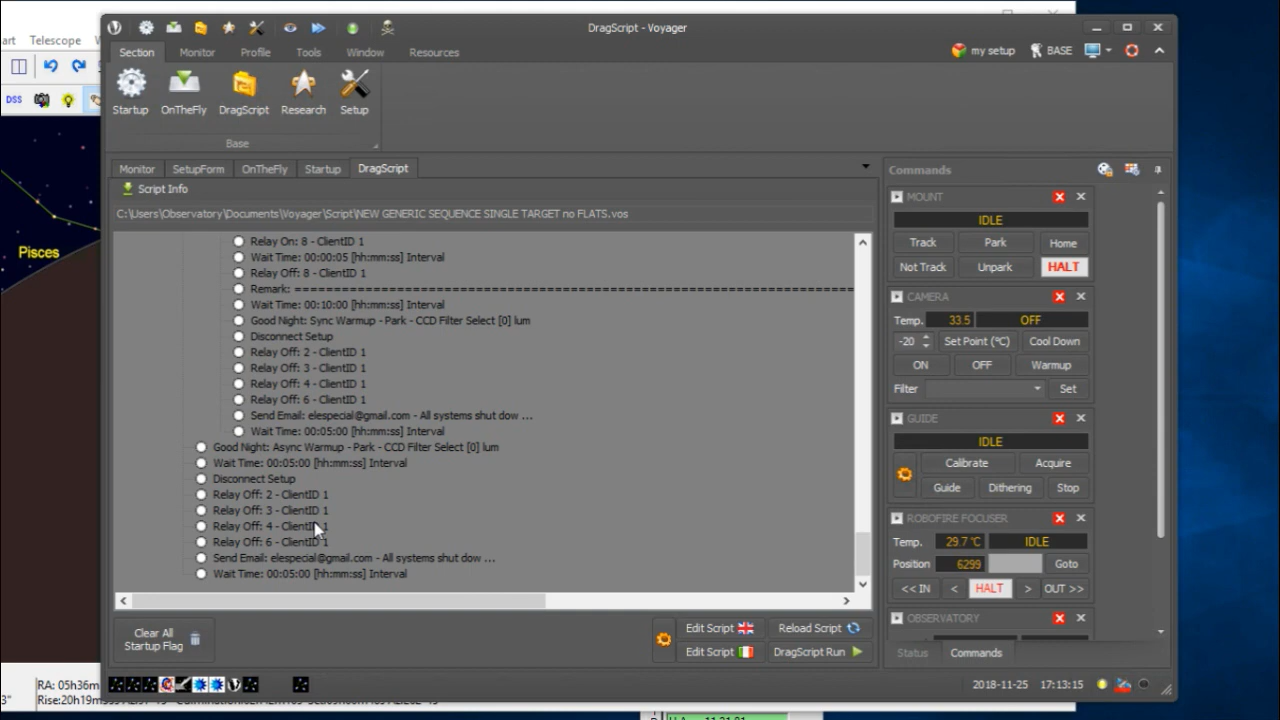 DragScript - Voyager
art Telescope
Section Monitor Profile Tools Window Resources
my setup BASE
DSS
Startup OnTheFly DragScript Research Setup
Base
Monitor SetupForm OnTheFly Startup DragScript
Script Info
C:\Users\Observatory\Documents\Voyager\Script\NEW GENERIC SEQUENCE SINGLE TARGET no FLATS.vos
Pisces
Relay On: 8 - ClientID 1
Wait Time: 00:00:05 [hh:mm:ss] Interval
Relay Off: 8 - ClientID 1
Remark: ================================================================
Wait Time: 00:10:00 [hh:mm:ss] Interval
Good Night: Sync Warmup - Park - CCD Filter Select [0] lum
Disconnect Setup
Relay Off: 2 - ClientID 1
Relay Off: 3 - ClientID 1
Relay Off: 4 - ClientID 1
Relay Off: 6 - ClientID 1
Send Email: elespecial@gmail.com - All systems shut dow ...
Wait Time: 00:05:00 [hh:mm:ss] Interval
Good Night: Async Warmup - Park - CCD Filter Select [0] lum
Wait Time: 00:05:00 [hh:mm:ss] Interval
Disconnect Setup
Relay Off: 2 - ClientID 1
Relay Off: 3 - ClientID 1
Relay Off: 4 - ClientID 1
Relay Off: 6 - ClientID 1
Send Email: elespecial@gmail.com - All systems shut dow ...
Wait Time: 00:05:00 [hh:mm:ss] Interval
Clear All
Startup Flag
Edit Script Reload Script
Edit Script DragScript Run
Commands
MOUNT
IDLE
Track Park Home
Not Track Unpark HALT
CAMERA
Temp. 33.5 OFF
-20 Set Point (ºC) Cool Down
ON OFF Warmup
Filter Set
GUIDE
IDLE
Calibrate Acquire
Guide Dithering Stop
ROBOFIRE FOCUSER
Temp. 29.7 ºC IDLE
Position 6299 Goto
<< IN < HALT > OUT >>
OBSERVATORY
Status Commands
RA: 05h36m
2018-11-25 17:13:15